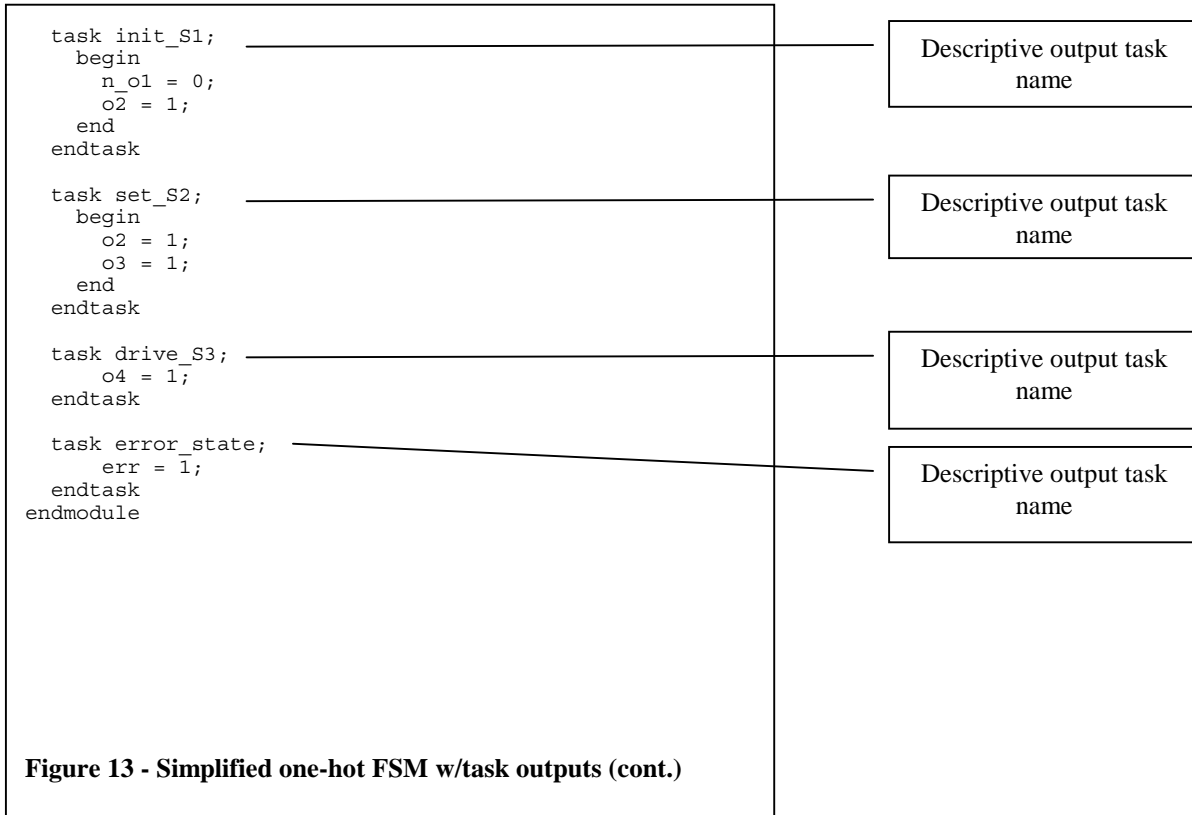 task init_S1;
begin
n_o1 = 0;
o2 = 1;
end
endtask
task set_S2;
begin
o2 = 1;
o3 = 1;
end
endtask
task drive_S3;
o4 = 1;
endtask
task error_state;
err = 1;
endtask
endmodule
Descriptive output task
name
Descriptive output task
name
Descriptive output task
name
Descriptive output task
name
Figure 13 - Simplified one-hot FSM w/task outputs (cont.)